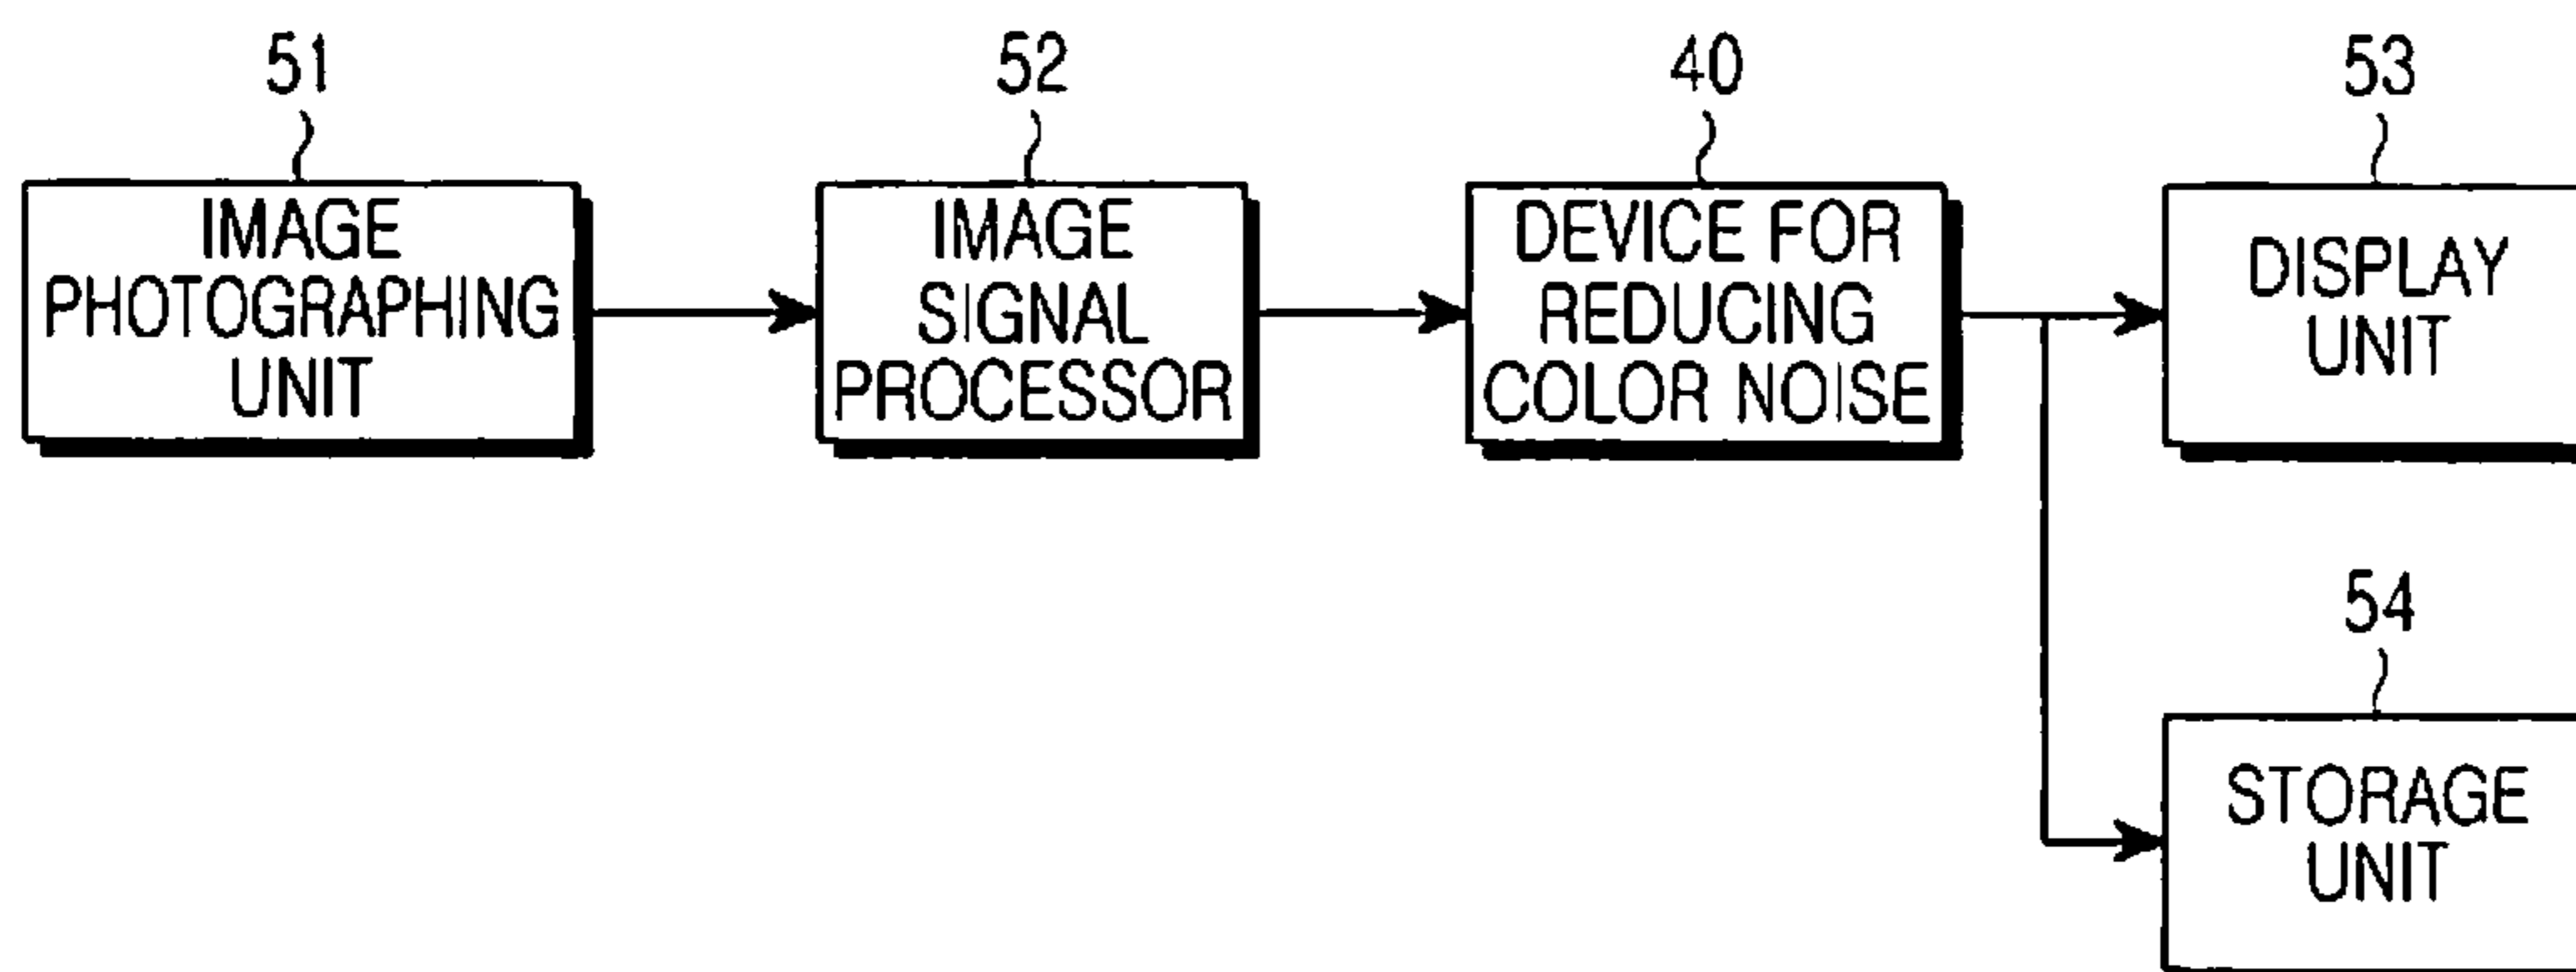 51
IMAGE
PHOTOGRAPHING
UNIT
52
IMAGE
SIGNAL
PROCESSOR
40
DEVICE FOR
REDUCING
COLOR NOISE
53
DISPLAY
UNIT
54
STORAGE
UNIT